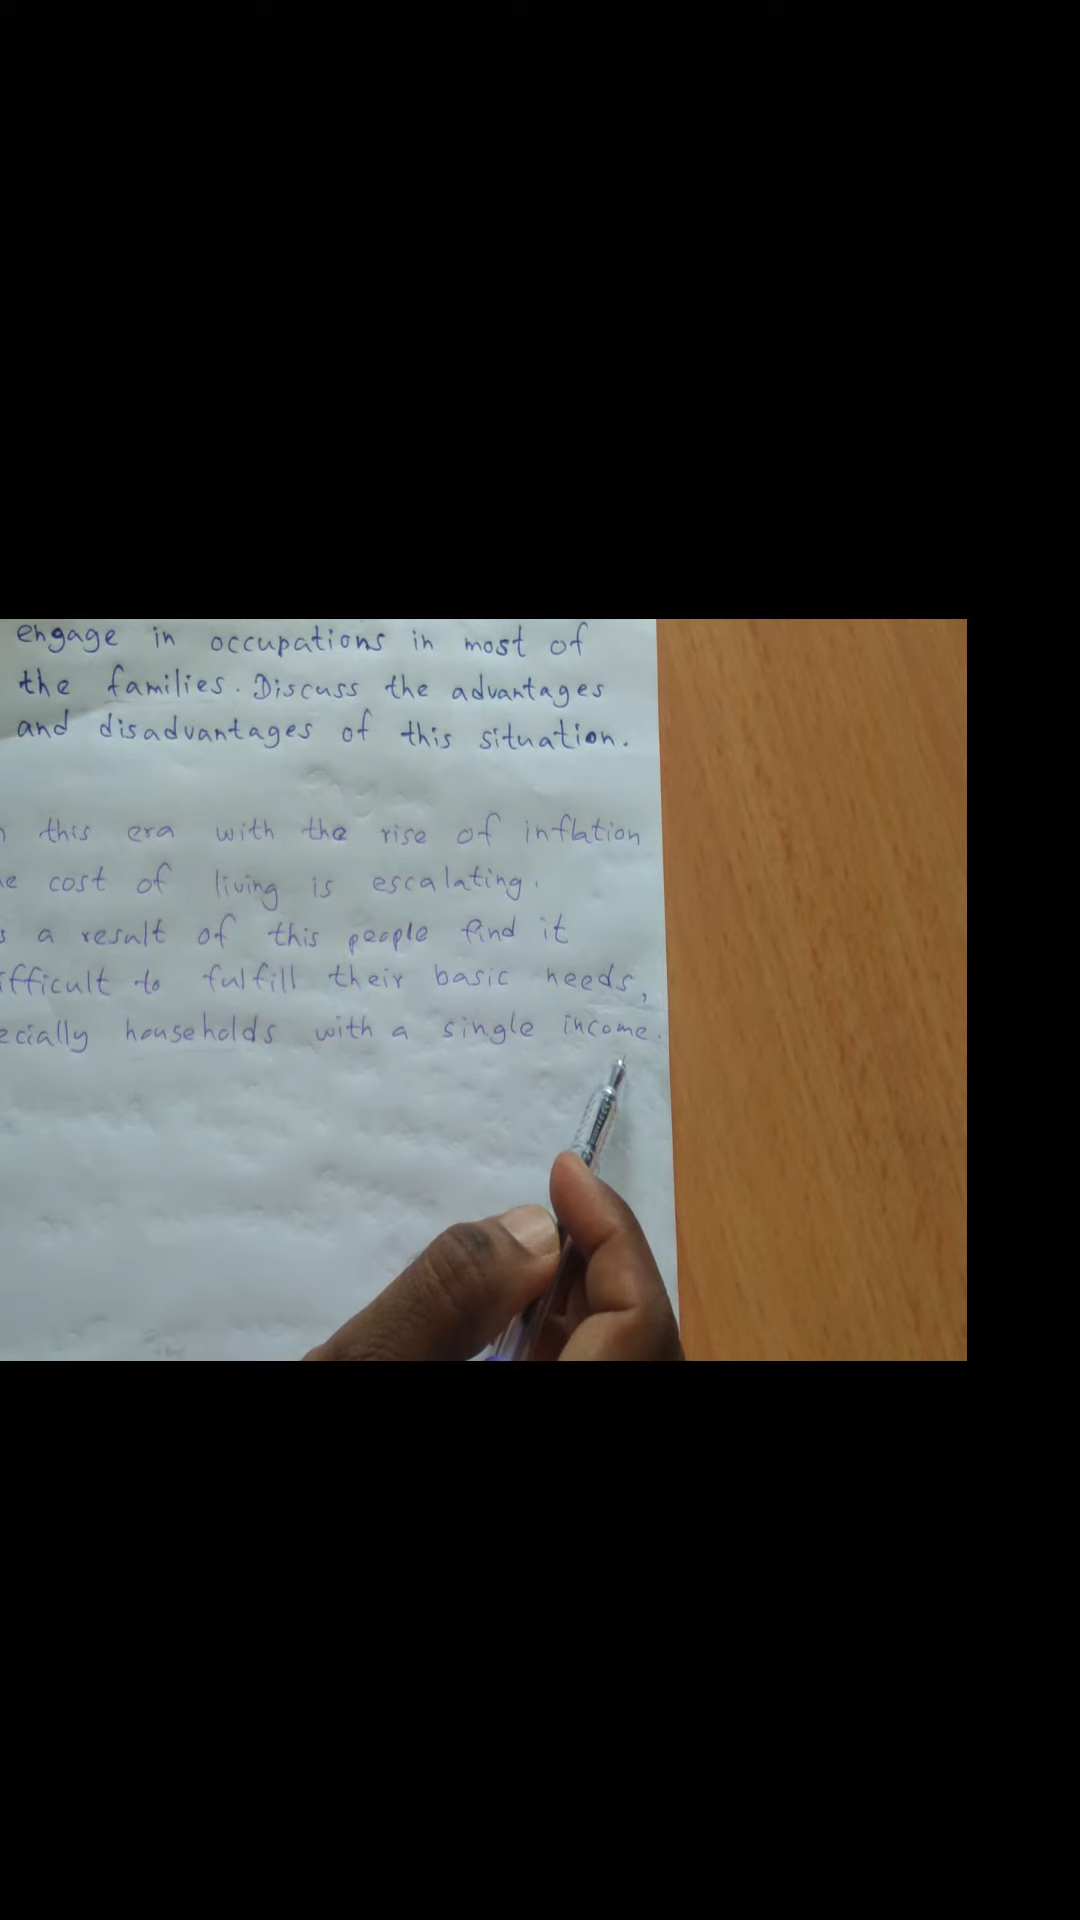 engage in occupations in most of
the families. Discuss the advantages
and disadvantages of this situation.
this era with the rise of inflation
cost of living is escalating.
a result of this people find it
to fulfill their basic needs,
households with a single income.